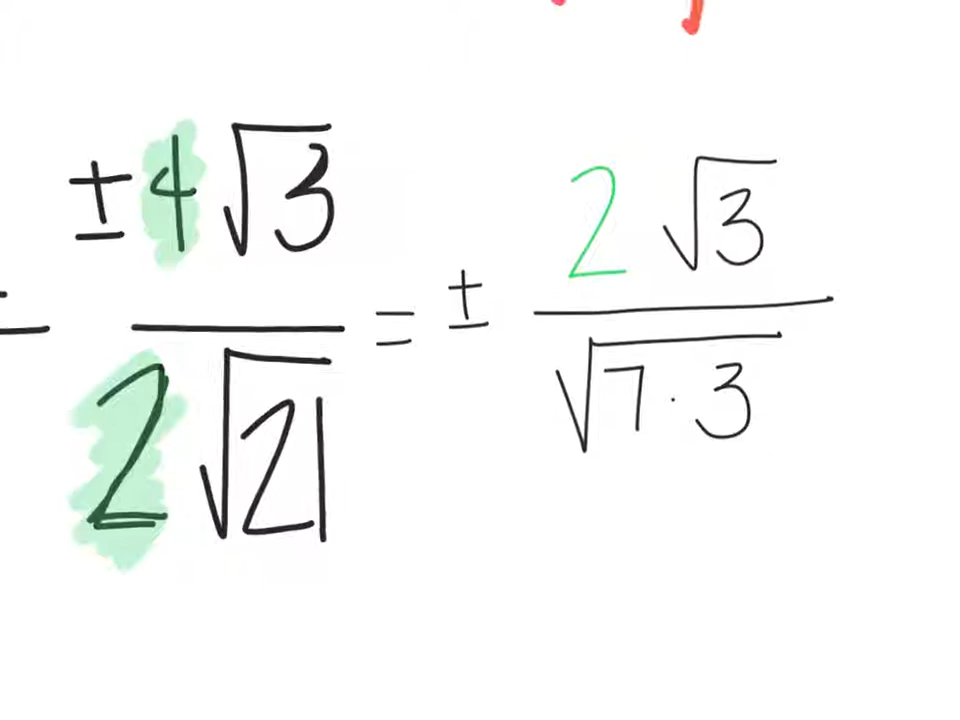 ± 4 √3 / 2 √21 = ± 2 √3 / √7 · 3